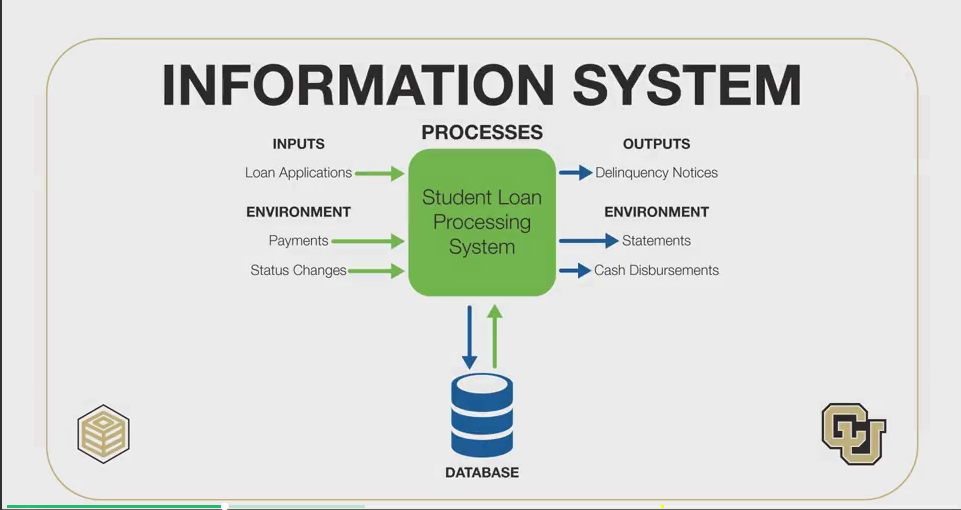 INFORMATION SYSTEM
PROCESSES
INPUTS
Loan Applications
ENVIRONMENT
Payments
Status Changes
Student Loan
Processing
System
OUTPUTS
Delinquency Notices
ENVIRONMENT
Statements
Cash Disbursements
DATABASE
CU